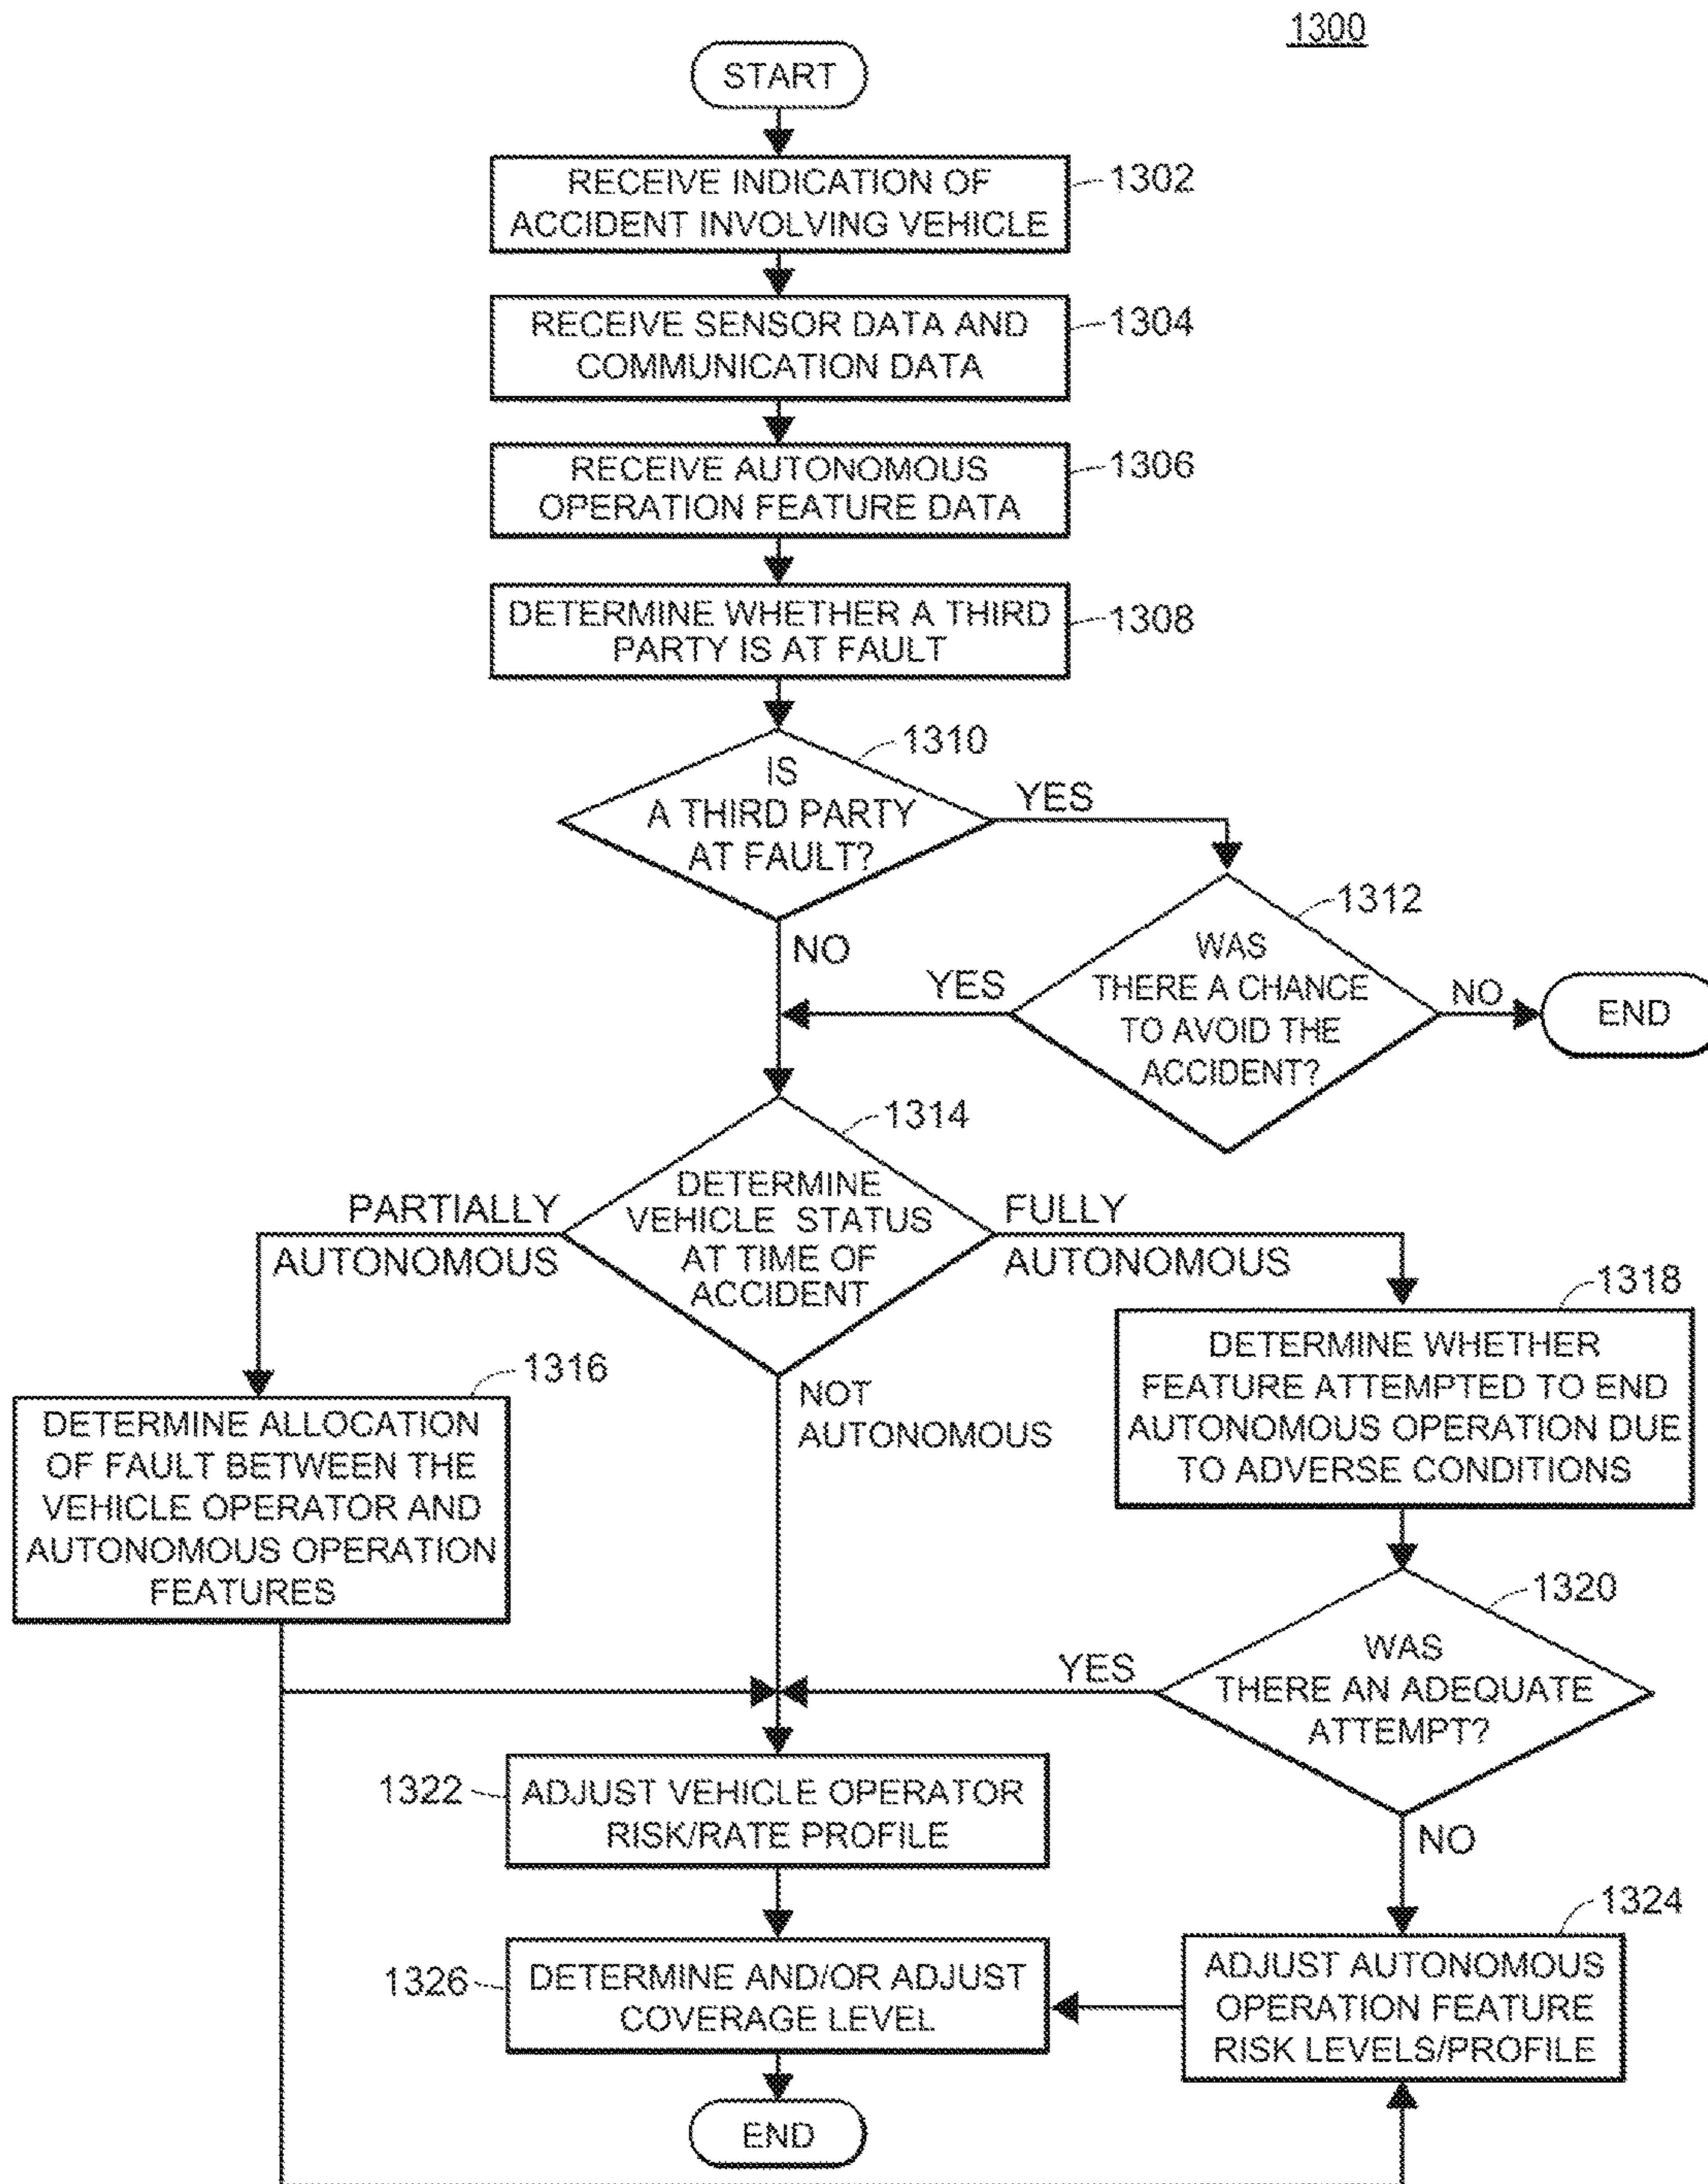 1300
START
RECEIVE INDICATION OF
ACCIDENT INVOLVING VEHICLE
1302
RECEIVE SENSOR DATA AND
COMMUNICATION DATA
1304
RECEIVE AUTONOMOUS
OPERATION FEATURE DATA
1306
DETERMINE WHETHER A THIRD
PARTY IS AT FAULT
1308
1310
IS
A THIRD PARTY
AT FAULT?
YES
NO
1312
WAS
THERE A CHANCE
TO AVOID THE
ACCIDENT?
YES
NO
END
1314
DETERMINE
VEHICLE STATUS
AT TIME OF
ACCIDENT
PARTIALLY
AUTONOMOUS
FULLY
AUTONOMOUS
NOT
AUTONOMOUS
1316
DETERMINE ALLOCATION
OF FAULT BETWEEN THE
VEHICLE OPERATOR AND
AUTONOMOUS OPERATION
FEATURES
1318
DETERMINE WHETHER
FEATURE ATTEMPTED TO END
AUTONOMOUS OPERATION DUE
TO ADVERSE CONDITIONS
1320
WAS
THERE AN ADEQUATE
ATTEMPT?
YES
NO
1322
ADJUST VEHICLE OPERATOR
RISK/RATE PROFILE
1324
ADJUST AUTONOMOUS
OPERATION FEATURE
RISK LEVELS/PROFILE
1326
DETERMINE AND/OR ADJUST
COVERAGE LEVEL
END